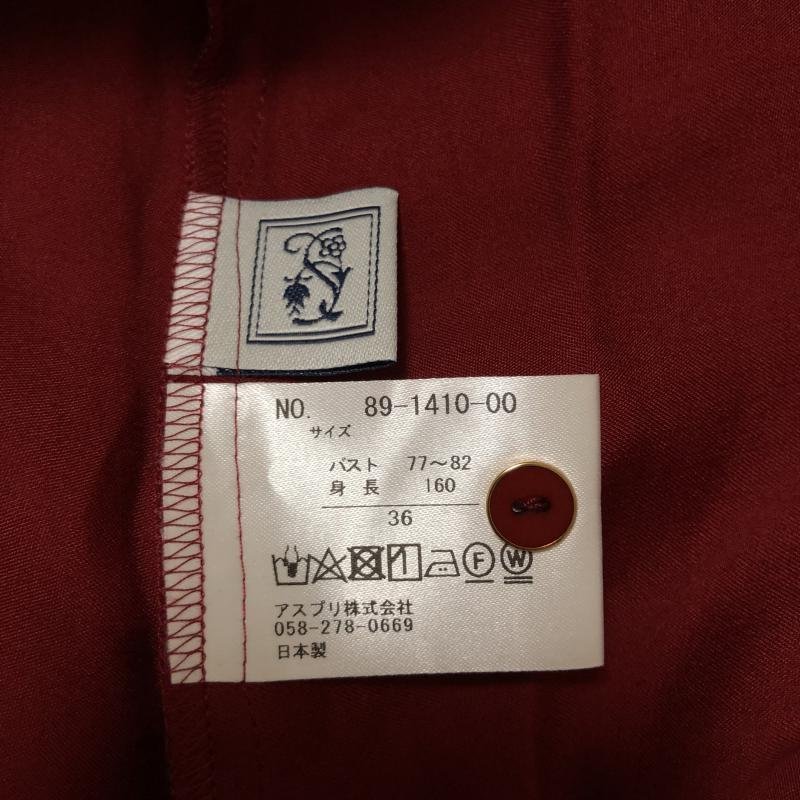 NO. 89-1410-00
サイズ
バスト 77～82
身長 160
36
F W
アスプリ株式会社
058-278-0669
日本製